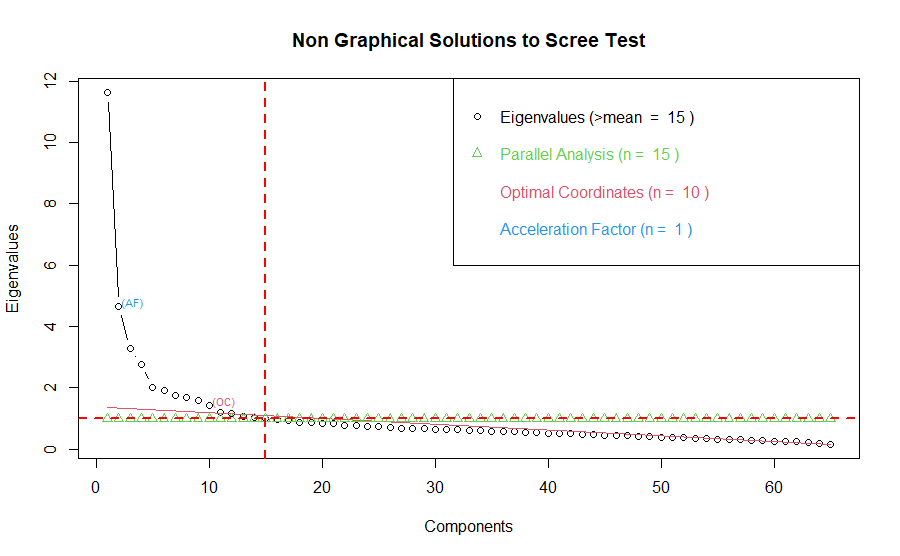 Non Graphical Solutions to Scree Test
Eigenvalues (>mean = 15 )
Parallel Analysis (n = 15 )
Optimal Coordinates (n = 10 )
Acceleration Factor (n = 1 )
(AF)
(OC)
Eigenvalues
12
10
8
6
4
2
0
0 10 20 30 40 50 60
Components